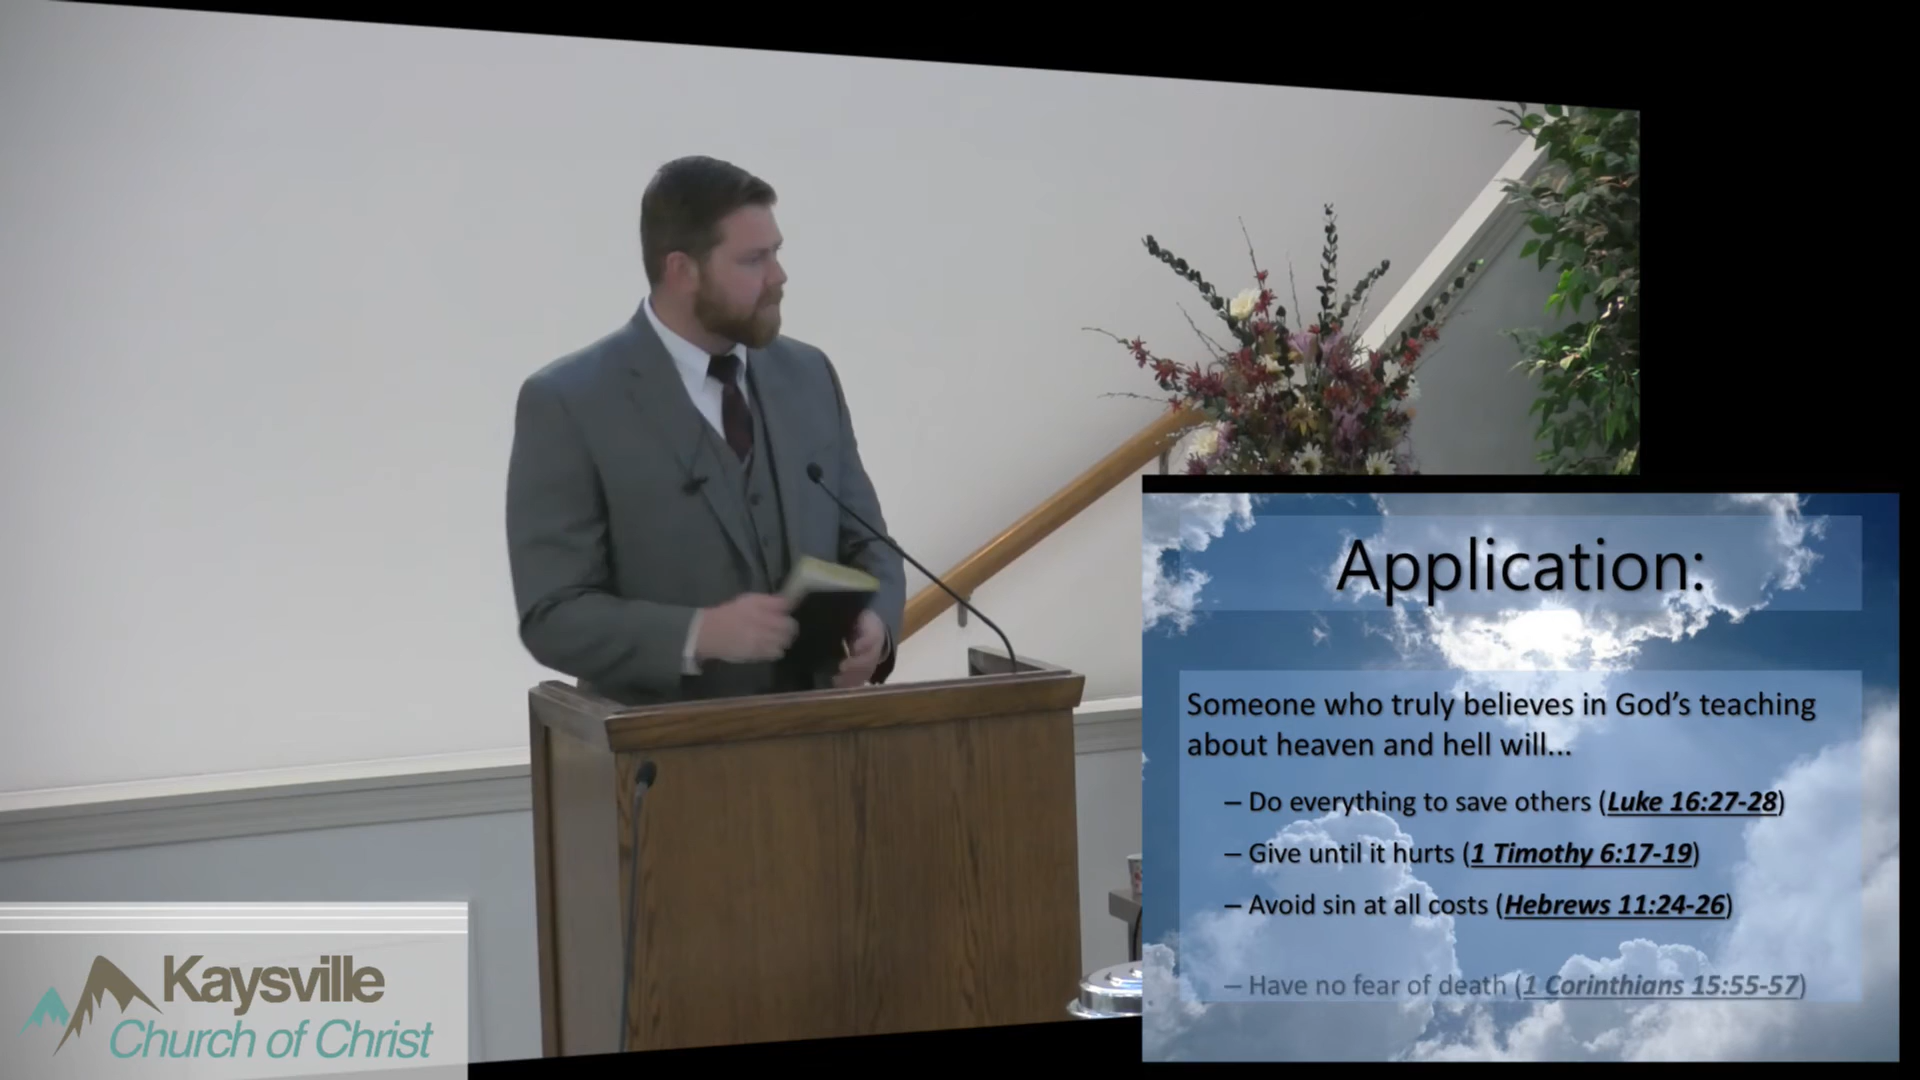 Application:
Someone who truly believes in God's teaching
about heaven and hell will...
– Do everything to save others (Luke 16:27-28)
– Give until it hurts (1 Timothy 6:17-19)
– Avoid sin at all costs (Hebrews 11:24-26)
– Have no fear of death (1 Corinthians 15:55-57)
Kaysville
Church of Christ